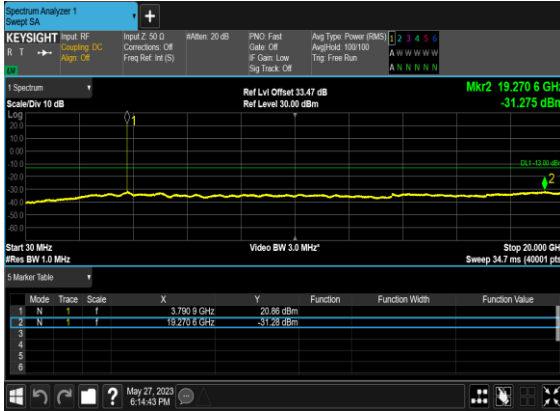 Spectrum Analyzer 1
Swept SA
+
KEYSIGHT Input: RF Input Z: 50 Ω #Atten: 20 dB PNO: Fast Avg Type: Power (RMS) 1 2 3 4 5 6
R T Coupling: DC Corrections: Off Gate: Off Avg|Hold: 100/100 A W W W W W
Align: Off Freq Ref: Int (S) IF Gain: Low Trig: Free Run A N N N N N
Sig Track: Off
1 Spectrum Ref Lvl Offset 33.47 dB Mkr2 19.270 6 GHz
Scale/Div 10 dB Ref Level 30.00 dBm -31.275 dBm
Log
1
20.0
10.0
0.00
-10.0
DL1 -13.00 dBm
-20.0
2
-30.0
-40.0
-50.0
-60.0
Start 30 MHz Video BW 3.0 MHz* Stop 20.000 GH
#Res BW 1.0 MHz Sweep 34.7 ms (40001 pts
5 Marker Table
Mode Trace Scale X Y Function Function Width Function Value
1 N 1 f 3.790 9 GHz 20.86 dBm
2 N 1 f 19.270 6 GHz -31.28 dBm
3
4
5
6
? May 27, 2023
6:14:43 PM